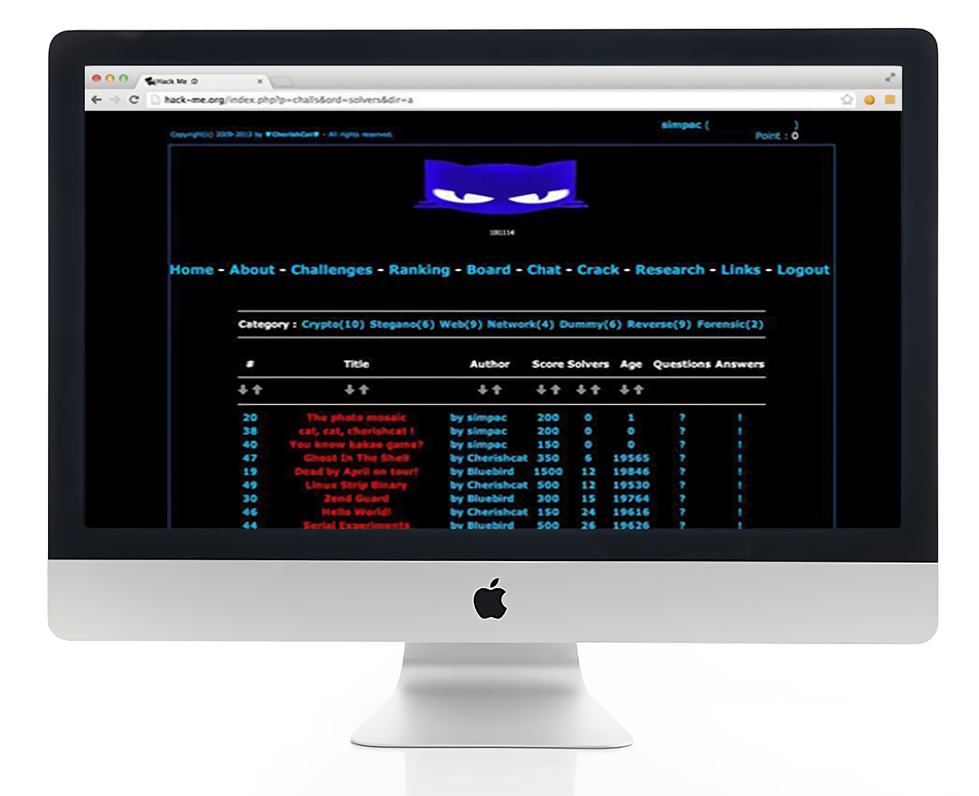 Hack Me :D
hack-me.org/index.php?p=challs&ord=solvers&dir=a
simpac ( )
Copyright(c) 2009-2013 by ♥CherishCat♥ - All rights reserved.
Point : 0
Home - About - Challenges - Ranking - Board - Chat - Crack - Research - Links - Logout
Category : Crypto(10) Stegano(6) Web(9) Network(4) Dummy(6) Reverse(9) Forensic(2)
# Title Author Score Solvers Age Questions Answers
20 The photo mosaic by simpac 200 0 1 ? !
38 cat, cat, cherishcat ! by simpac 200 0 0 ? !
40 You know kakao game? by simpac 150 0 0 ? !
47 Ghost In The Shell by Cherishcat 350 6 19565 ? !
19 Dead by April on tour! by Bluebird 1500 12 19846 ? !
49 Linux Strip Binary by Cherishcat 500 12 19530 ? !
30 Zend Guard by Bluebird 300 15 19764 ? !
46 Hello World! by Cherishcat 150 24 19616 ? !
44 Serial Experiments by Bluebird 500 26 19626 ? !